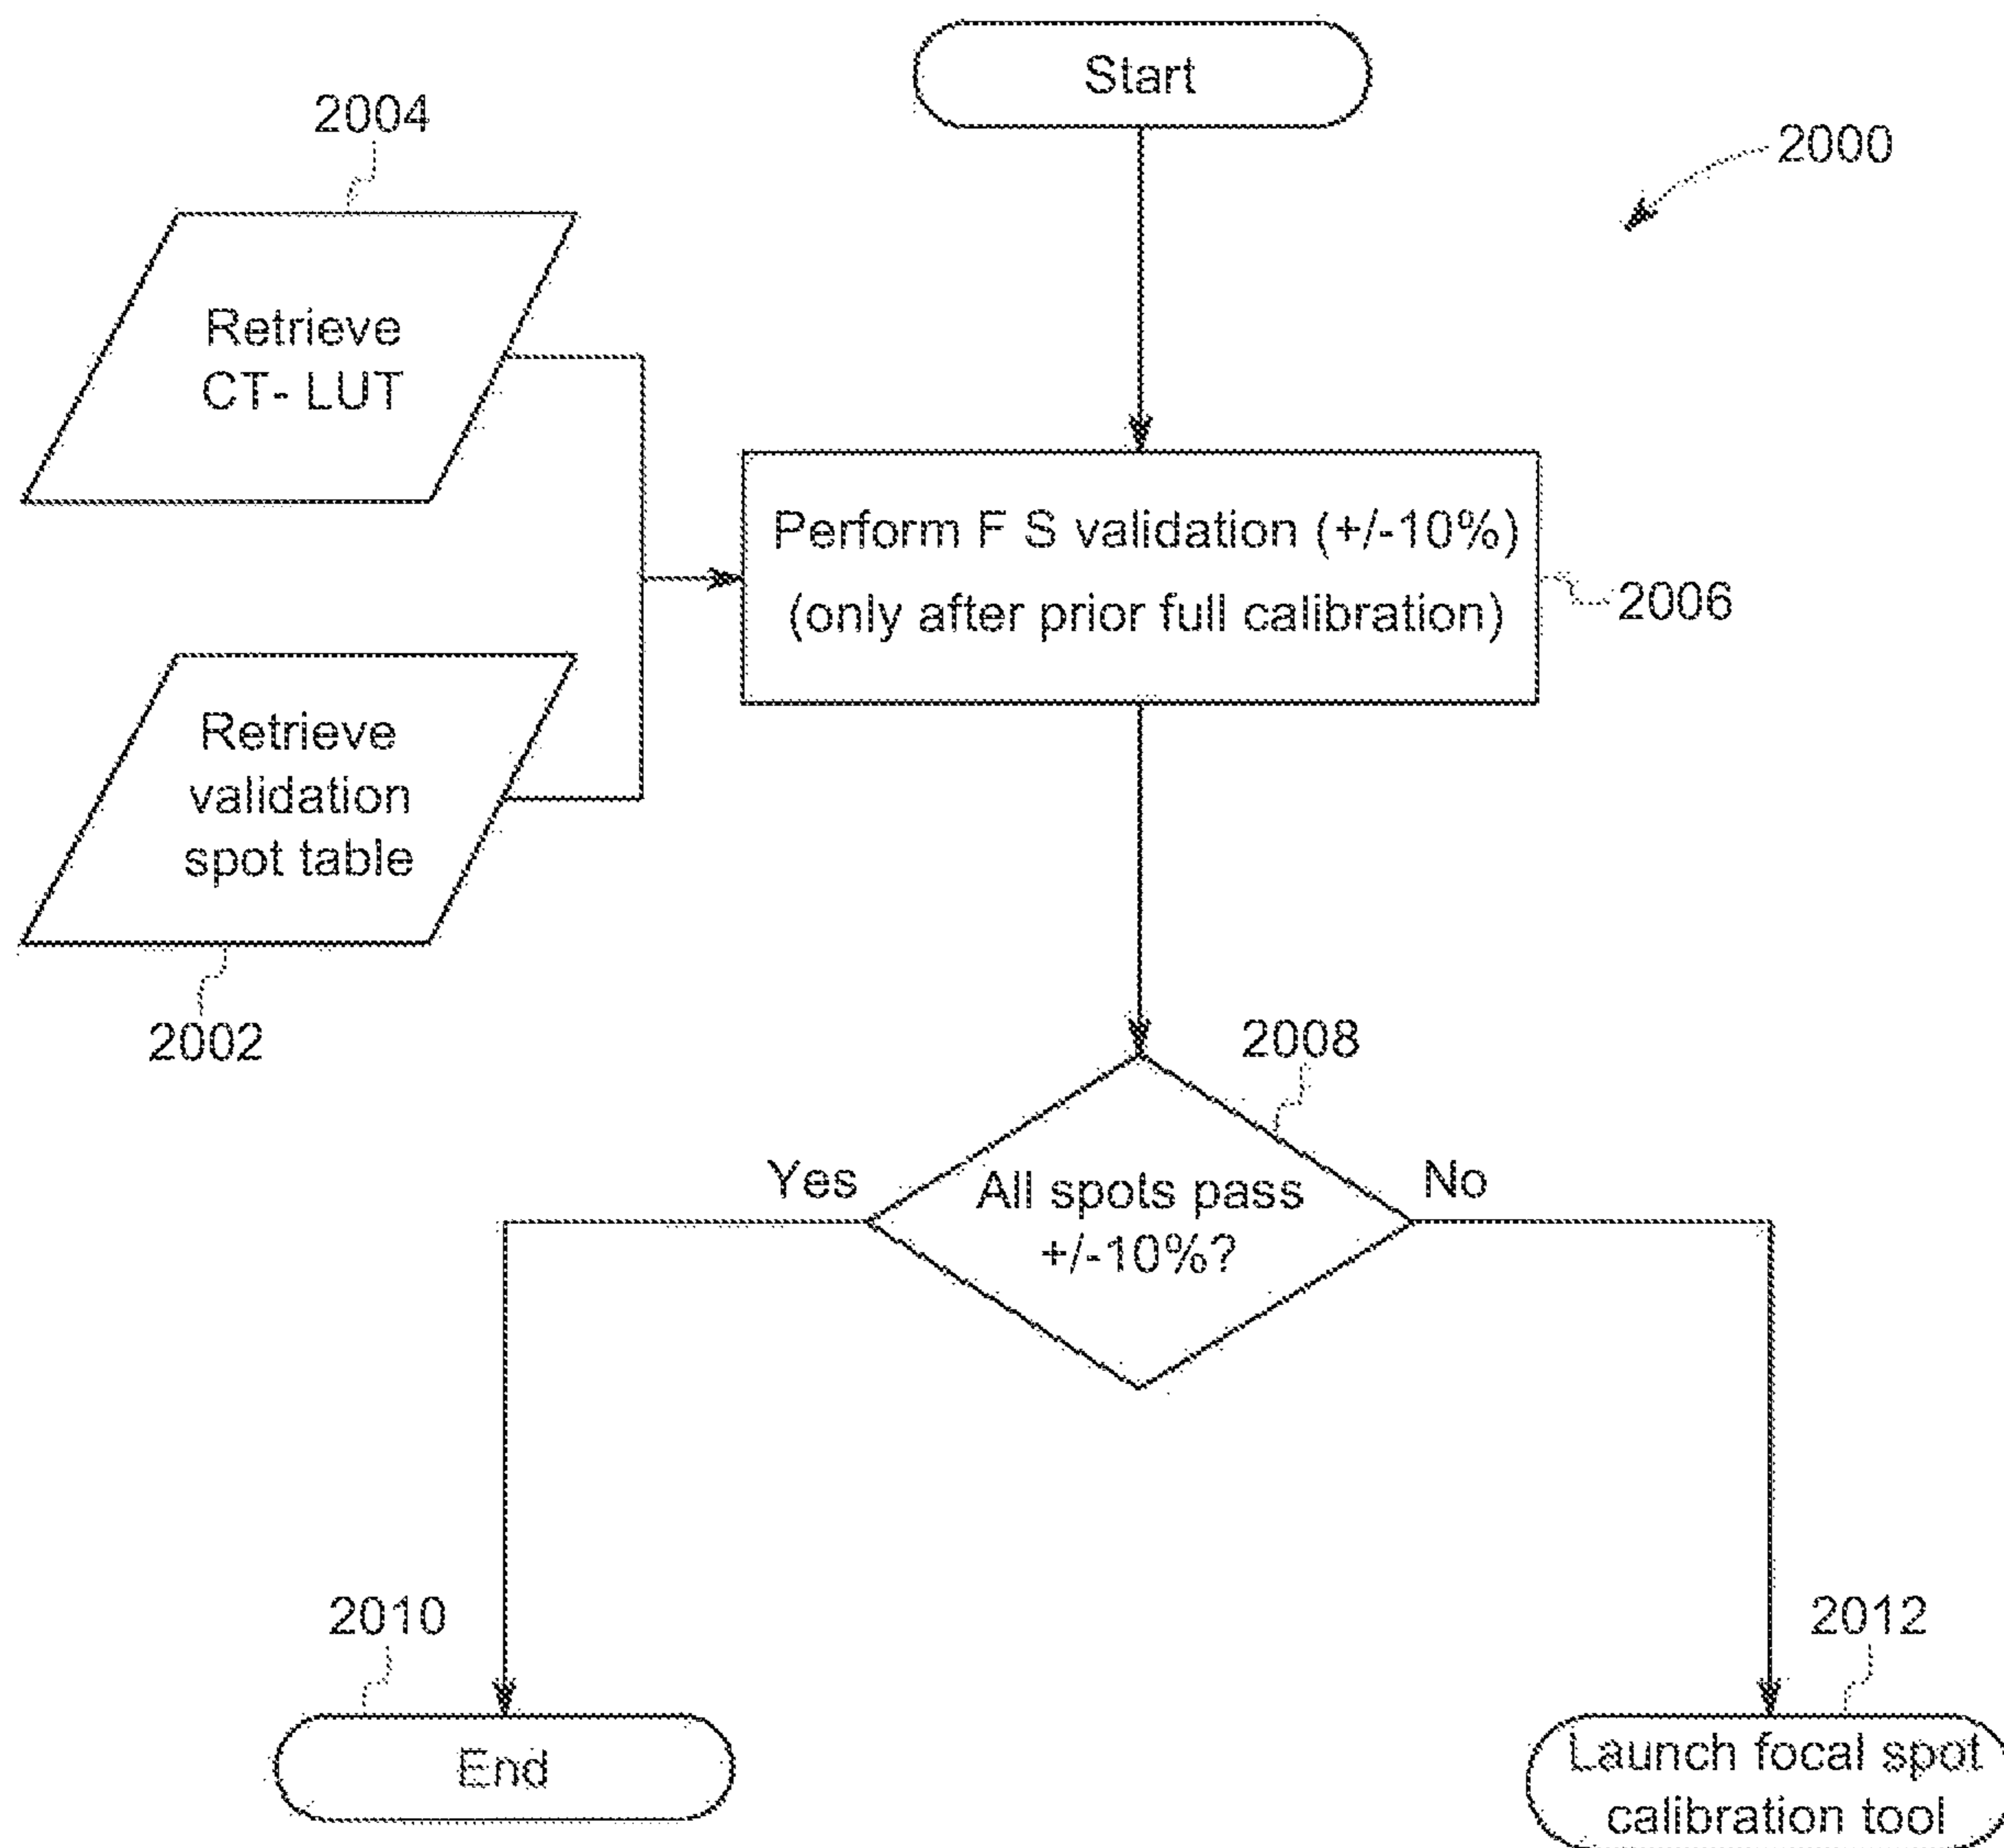 Start
2004
2000
Retrieve
CT- LUT
Perform F S validation (+/-10%)
(only after prior full calibration)
2006
Retrieve
validation
spot table
2002
2008
Yes
All spots pass
+/-10%?
No
2010
End
2012
Launch focal spot
calibration tool